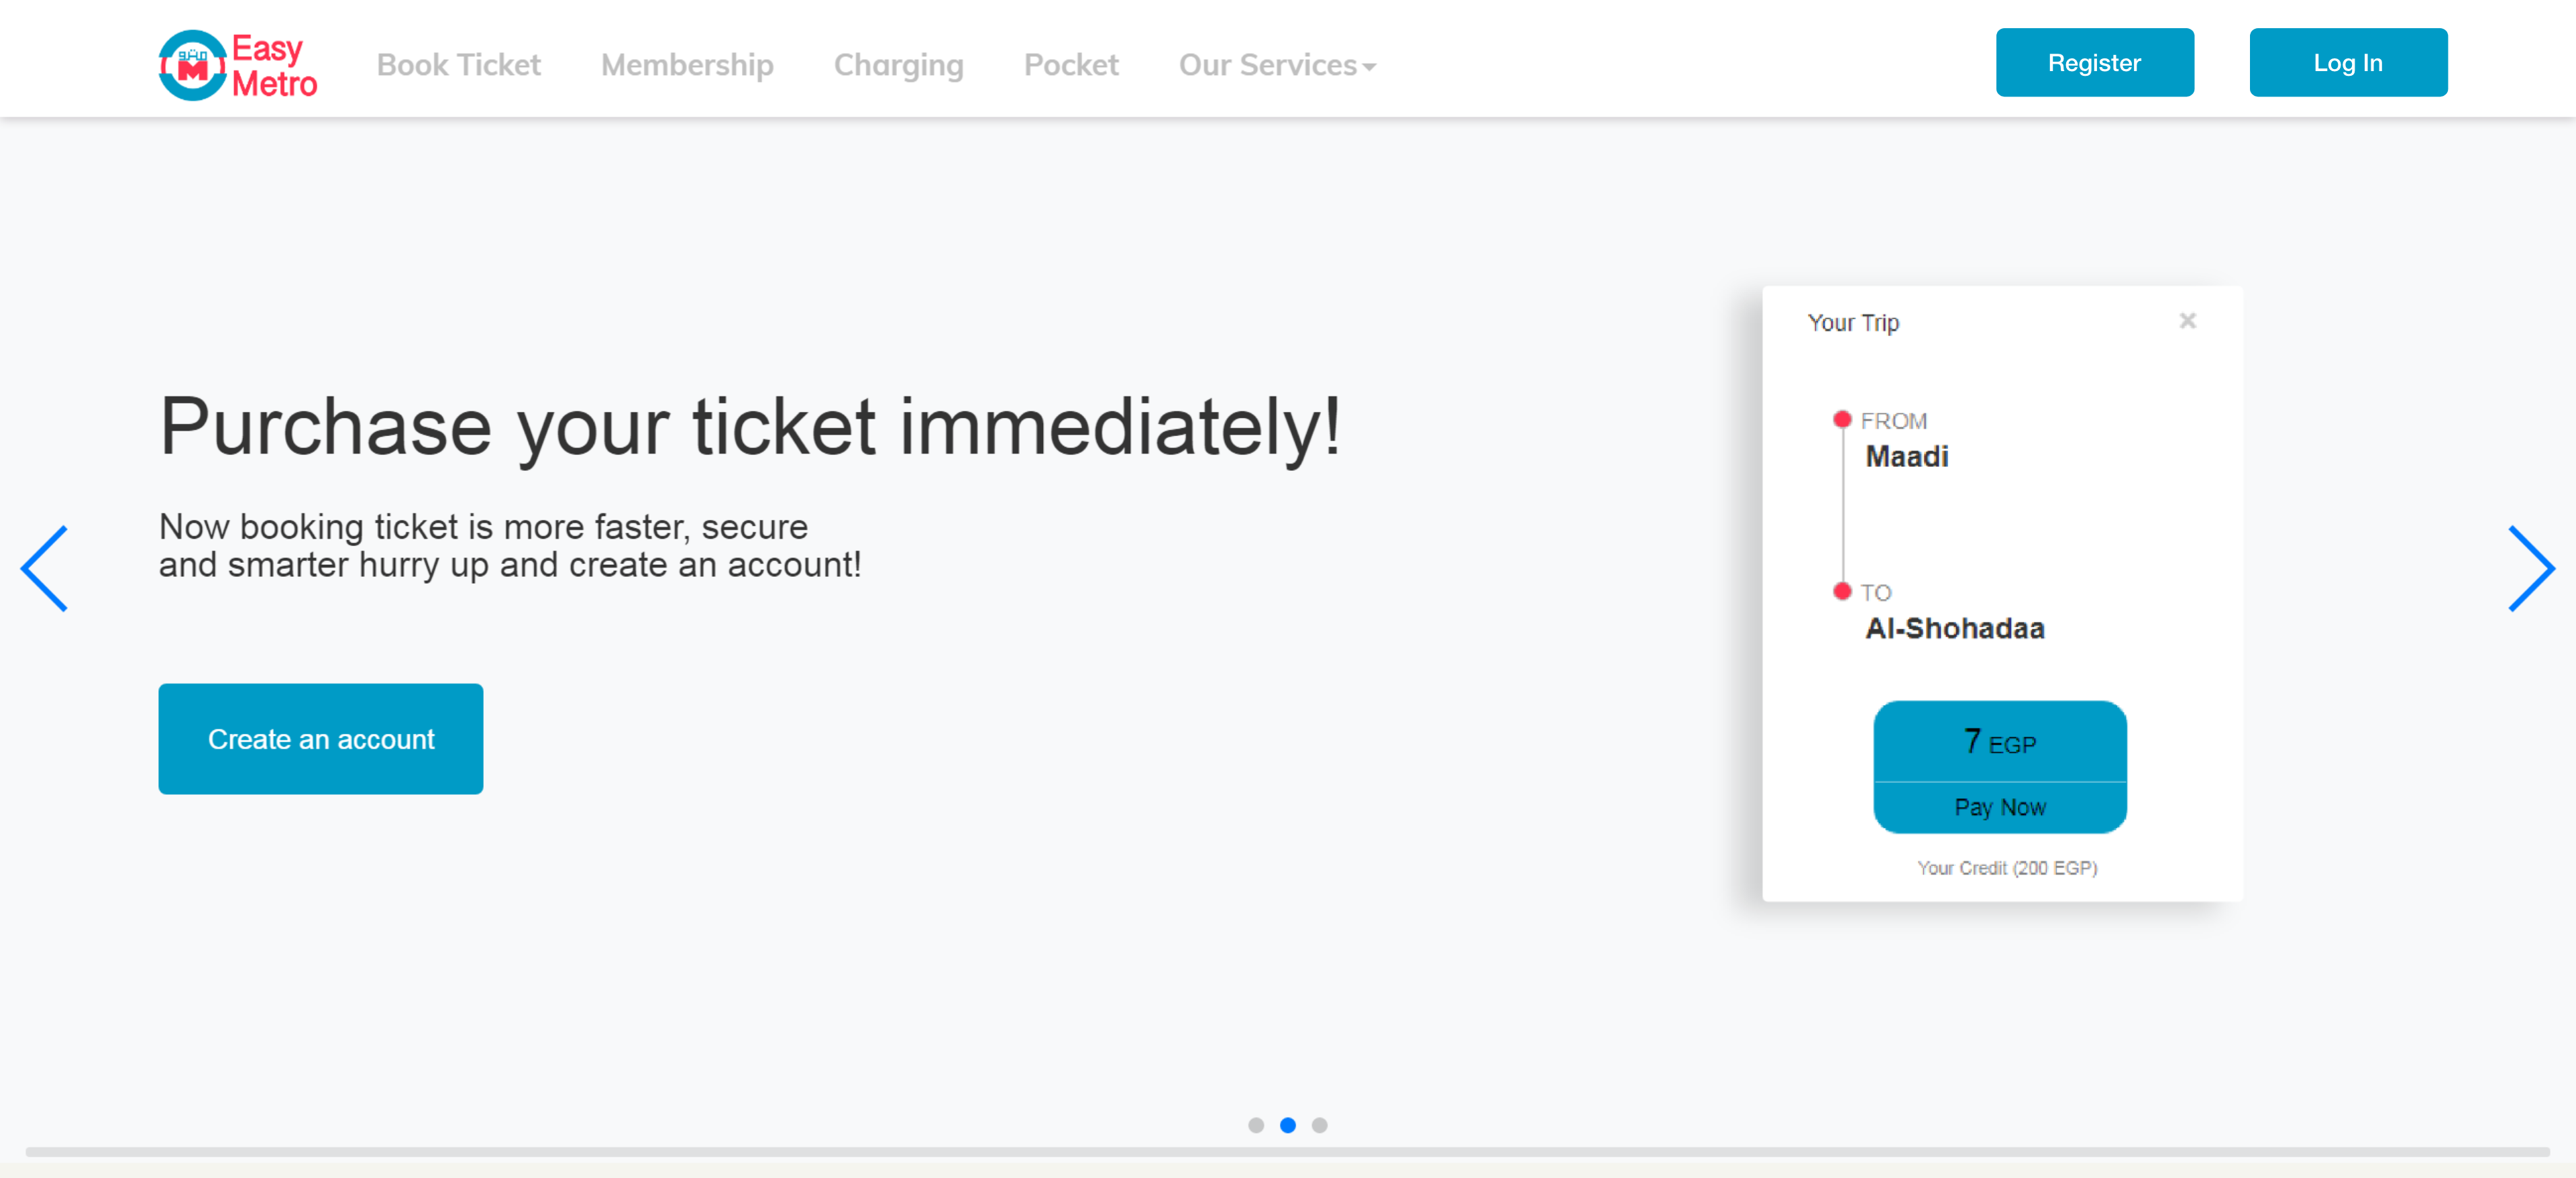 مترو
Easy
Metro
Book Ticket
Membership
Charging
Pocket
Our Services
Register
Log In
Purchase your ticket immediately!
Now booking ticket is more faster, secure
and smarter hurry up and create an account!
Create an account
Your Trip
FROM
Maadi
TO
Al-Shohadaa
7 EGP
Pay Now
Your Credit (200 EGP)